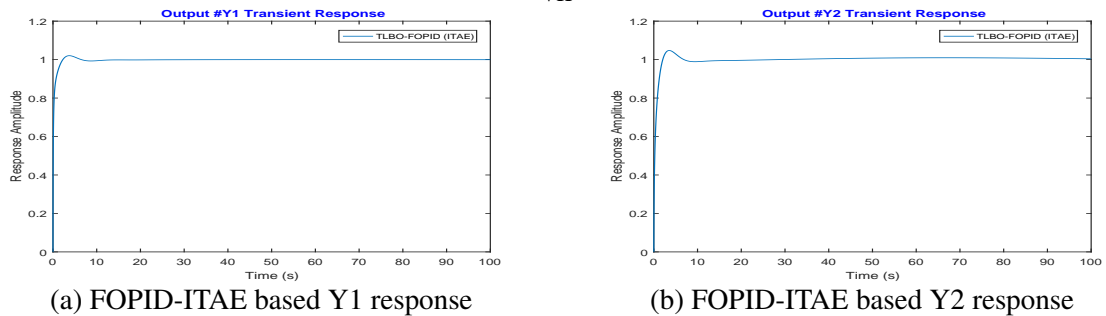 Output #Y1 Transient Response
TLBO-FOPID (ITAE)
Response Amplitude
1.2
1
0.8
0.6
0.4
0.2
0
0 10 20 30 40 50 60 70 80 90 100
Time (s)
(a) FOPID-ITAE based Y1 response
Output #Y2 Transient Response
TLBO-FOPID (ITAE)
Response Amplitude
1.2
1
0.8
0.6
0.4
0.2
0
0 10 20 30 40 50 60 70 80 90 100
Time (s)
(b) FOPID-ITAE based Y2 response